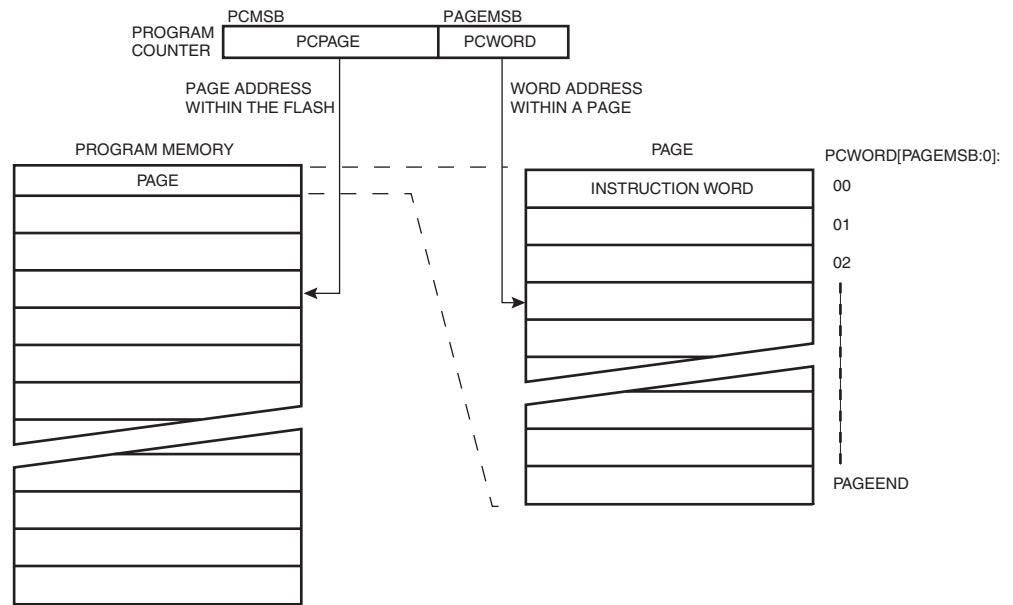 PCMSB PAGEMSB
PROGRAM
COUNTER
PCPAGE PCWORD
PAGE ADDRESS
WITHIN THE FLASH
WORD ADDRESS
WITHIN A PAGE
PROGRAM MEMORY
PAGE
PAGE
INSTRUCTION WORD
PCWORD[PAGEMSB:0]:
00
01
02
PAGEEND